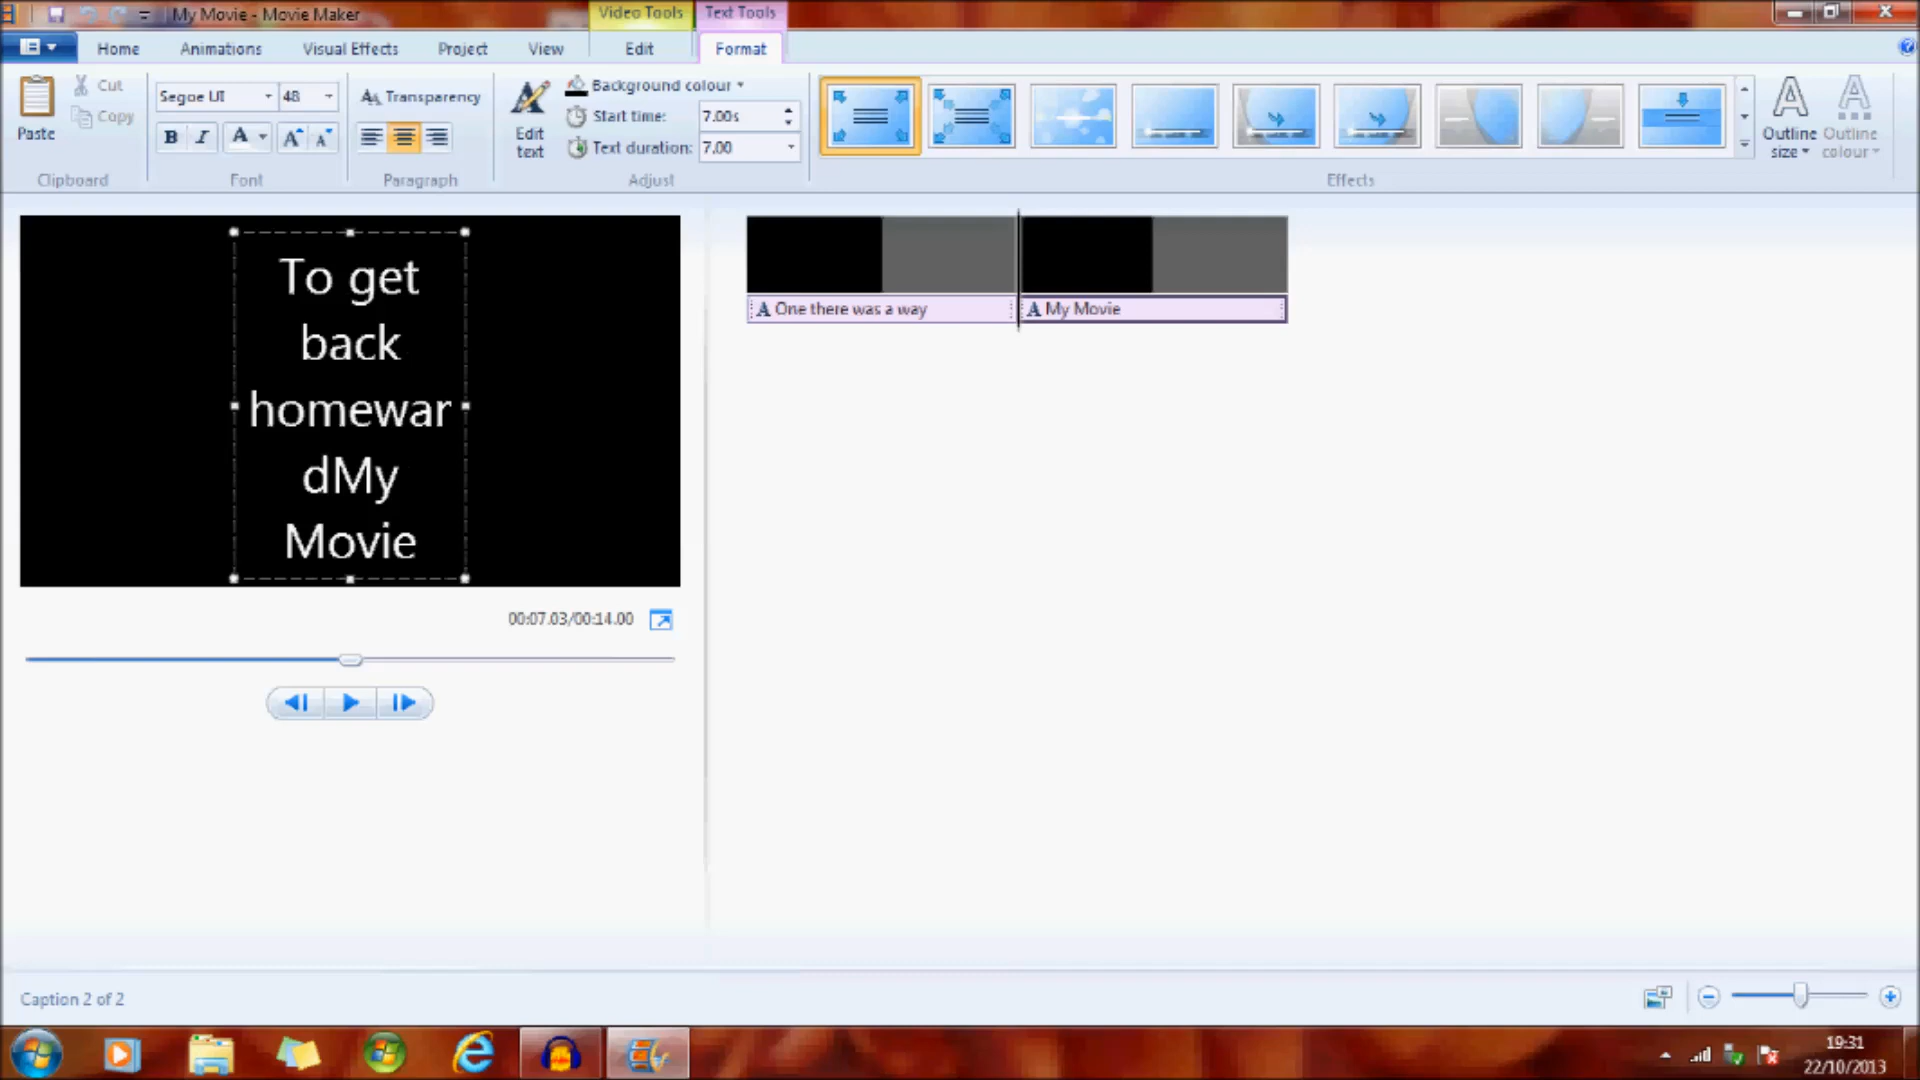 My Movie - Movie Maker
Video Tools
Text Tools
Home
Animations
Visual Effects
Project
View
Edit
Format
Paste
Cut
Copy
Clipboard
Segoe UI
48
B I A A A
Font
Transparency
Paragraph
Edit
text
Background colour
Start time: 7.00s
Text duration: 7.00
Adjust
Effects
Outline
size
Outline
colour
To get
back
homewar
dMy
Movie
00:07.03/00:14.00
A One there was a way
A My Movie
Caption 2 of 2
19:31
22/10/2013